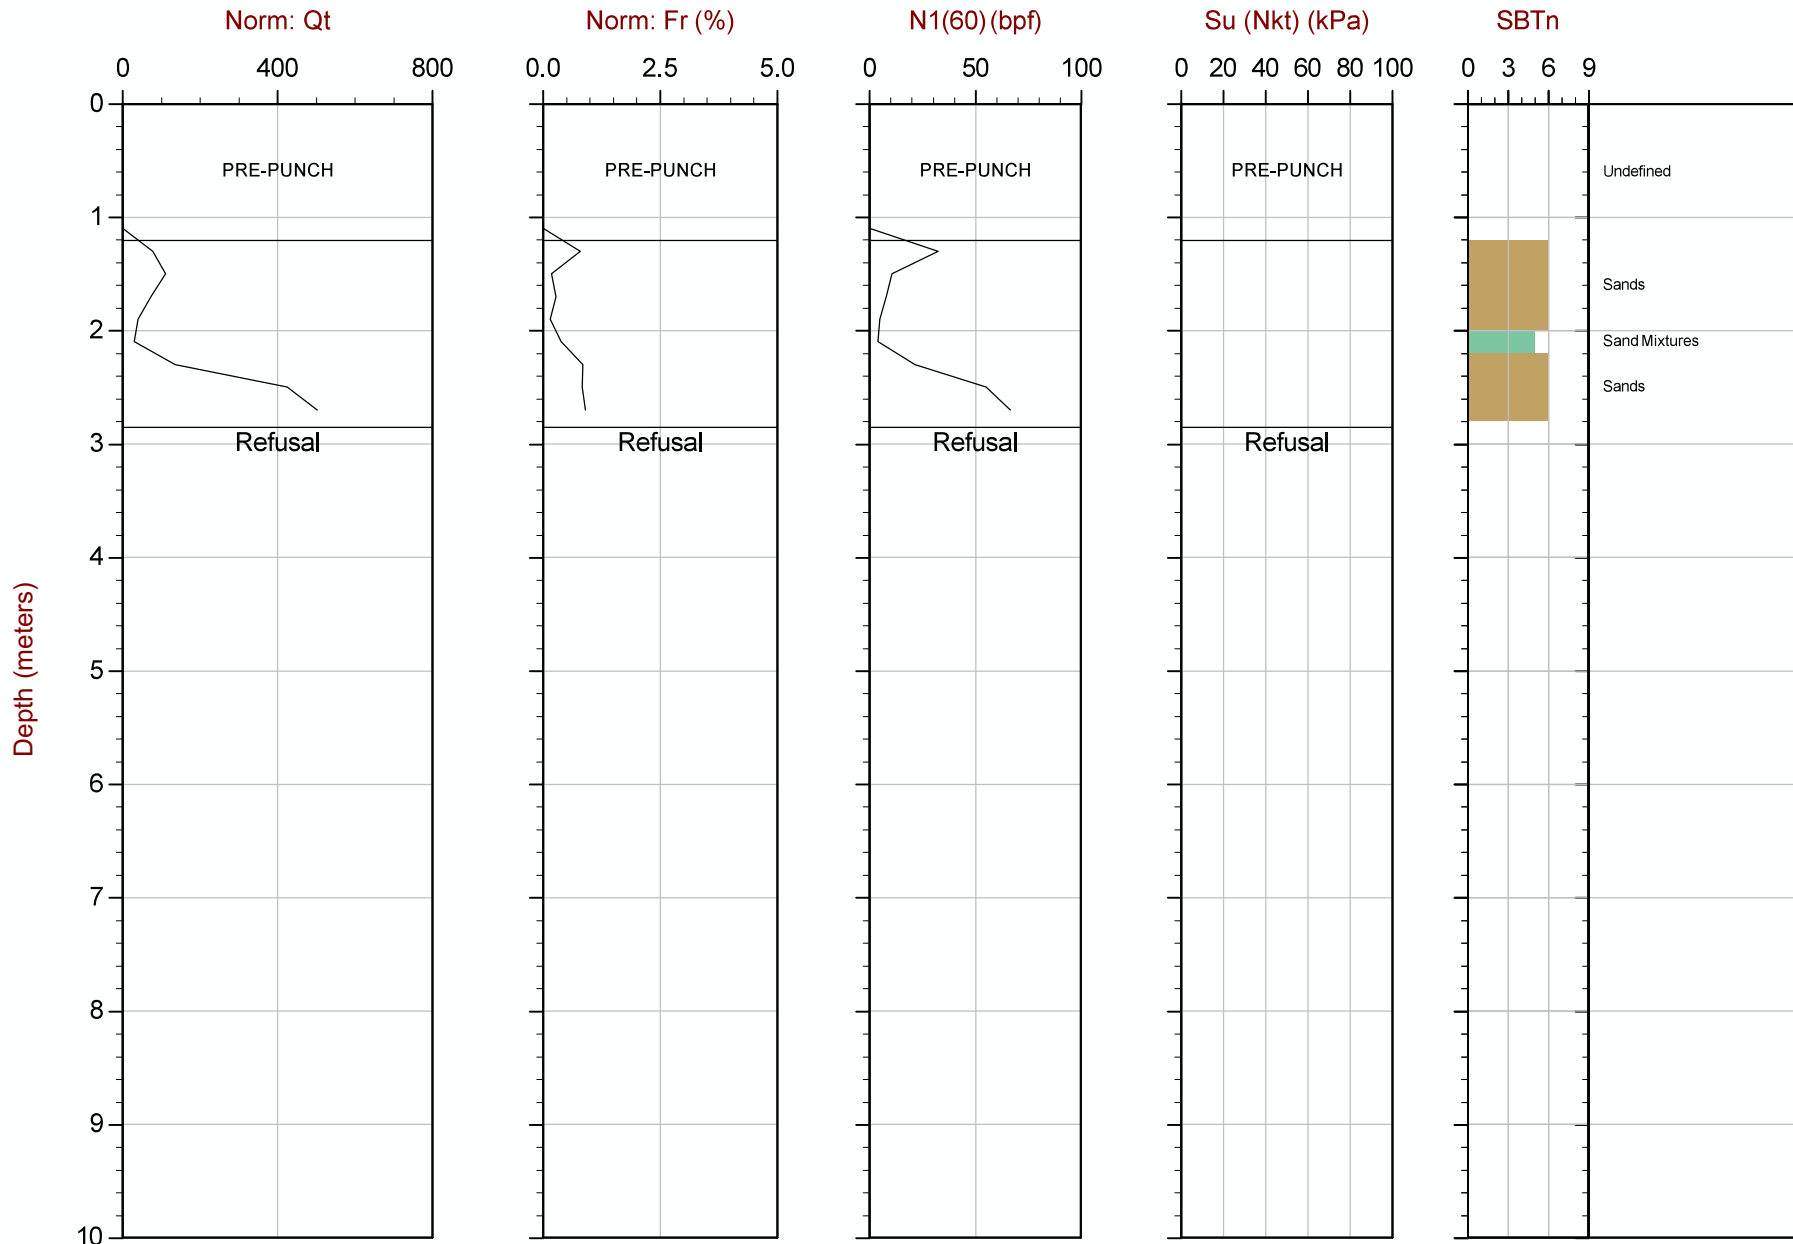 Norm: Qt Norm: Fr (%) N1(60) (bpf) Su (Nkt) (kPa) SBTn
0 400 800 0.0 2.5 5.0 0 50 100 0 20 40 60 80 100 0 3 6 9
0
PRE-PUNCH PRE-PUNCH PRE-PUNCH PRE-PUNCH Undefined
1
Sands
2
Sand Mixtures
Sands
3 Refusal Refusal Refusal Refusal
4
5
Depth (meters)
6
7
8
9
10